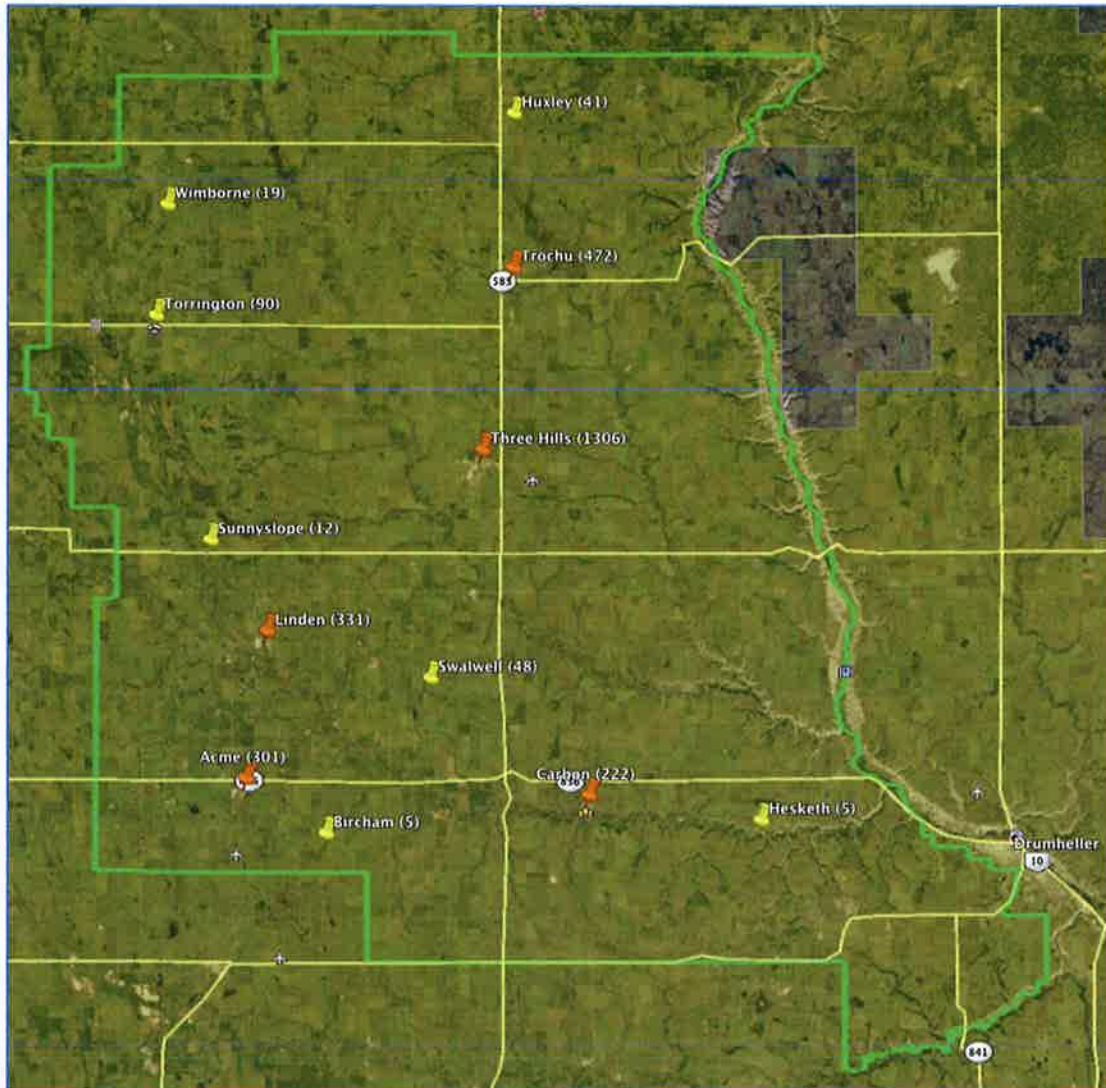 Huxley (41)
Wimborne (19)
Trochu (472)
585
Torrington (90)
Three Hills (1306)
Sunnyslope (12)
Linden (331)
Swalwell (48)
Acme (301)
Carbon (222)
Bircham (5)
Hesketh (5)
Drumheller
10
841